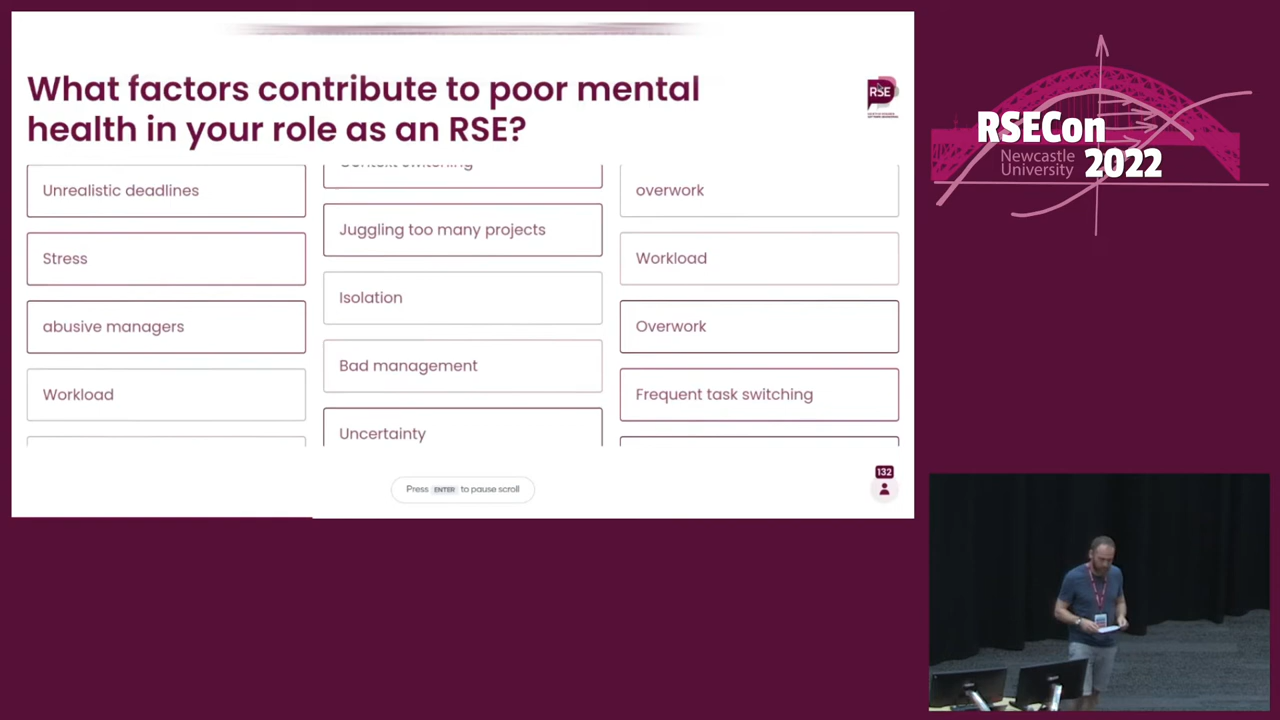 What factors contribute to poor mental
health in your role as an RSE?
RSE
Unrealistic deadlines
Stress
abusive managers
Workload
Context switching
Juggling too many projects
Isolation
Bad management
Uncertainty
overwork
Workload
Overwork
Frequent task switching
Press ENTER to pause scroll
132
RSECon
Newcastle
University 2022